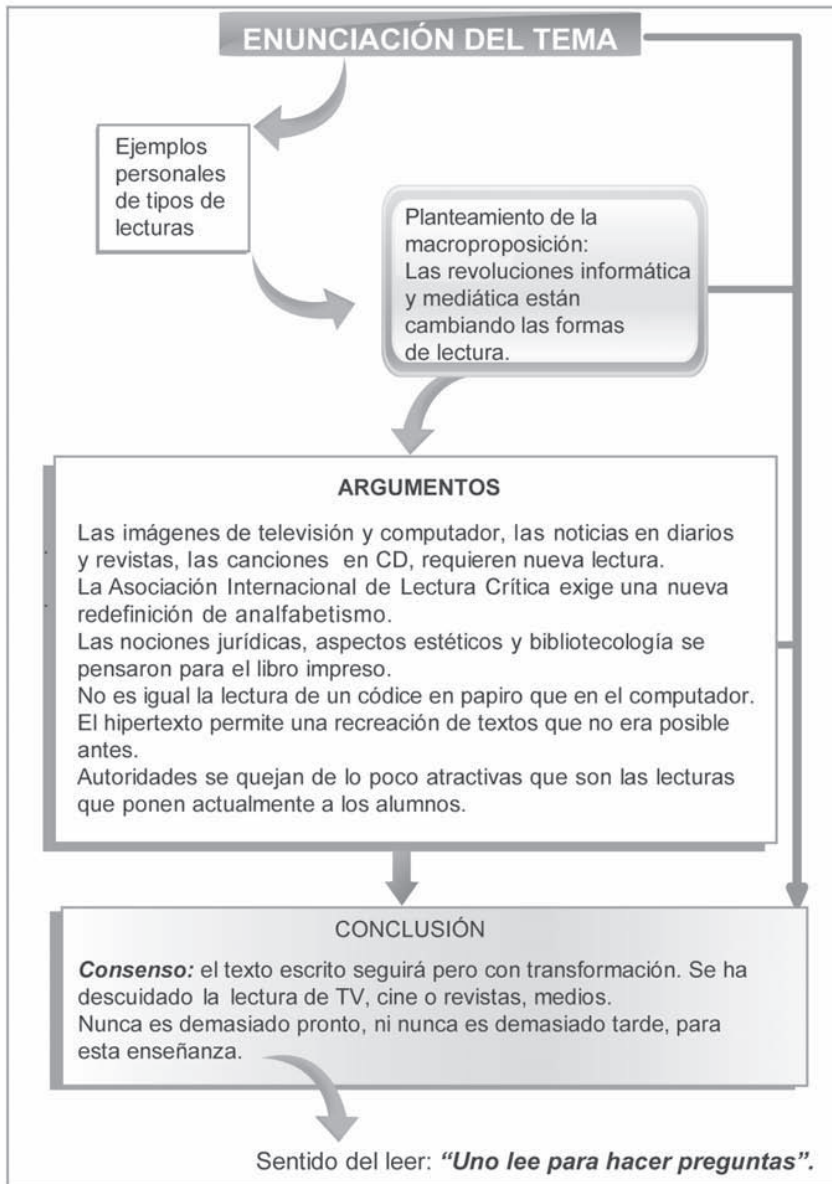 ENUNCIACIÓN DEL TEMA
Ejemplos
personales
de tipos de
lecturas
Planteamiento de la
macroproposición:
Las revoluciones informática
y mediática están
cambiando las formas
de lectura.
ARGUMENTOS
Las imágenes de televisión y computador, las noticias en diarios
y revistas, las canciones en CD, requieren nueva lectura.
La Asociación Internacional de Lectura Crítica exige una nueva
redefinición de analfabetismo.
Las nociones jurídicas, aspectos estéticos y bibliotecología se
pensaron para el libro impreso.
No es igual la lectura de un códice en papiro que en el computador.
El hipertexto permite una recreación de textos que no era posible
antes.
Autoridades se quejan de lo poco atractivas que son las lecturas
que ponen actualmente a los alumnos.
CONCLUSIÓN
Consenso: el texto escrito seguirá pero con transformación. Se ha
descuidado la lectura de TV, cine o revistas, medios.
Nunca es demasiado pronto, ni nunca es demasiado tarde, para
esta enseñanza.
Sentido del leer: “Uno lee para hacer preguntas”.